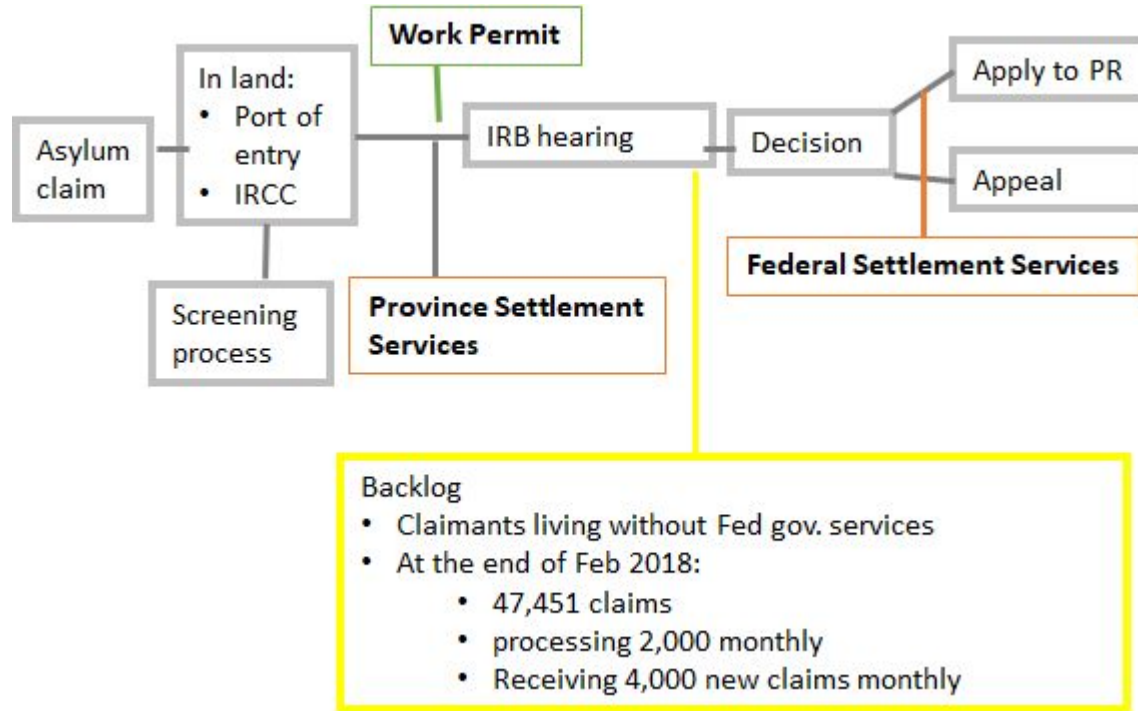 Work Permit
In land:
• Port of
entry
• IRCC
Asylum
claim
IRB hearing
Decision
Apply to PR
Appeal
Screening
process
Province Settlement
Services
Federal Settlement Services
Backlog
• Claimants living without Fed gov. services
• At the end of Feb 2018:
• 47,451 claims
• processing 2,000 monthly
• Receiving 4,000 new claims monthly